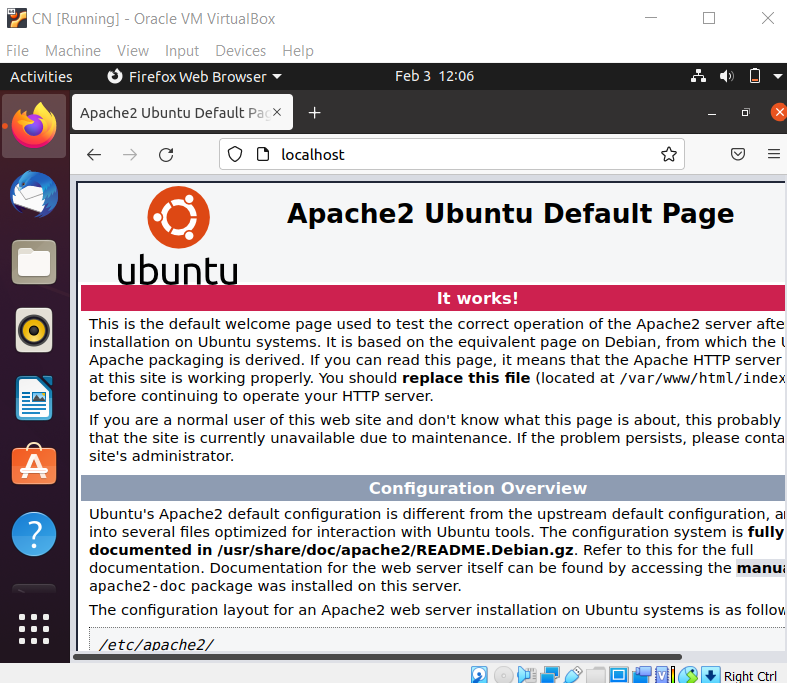 CN [Running] - Oracle VM VirtualBox
File Machine View Input Devices Help
Activities Firefox Web Browser Feb 3 12:06
Apache2 Ubuntu Default Pag
localhost
ubuntu
Apache2 Ubuntu Default Page
It works!
This is the default welcome page used to test the correct operation of the Apache2 server afte
installation on Ubuntu systems. It is based on the equivalent page on Debian, from which the U
Apache packaging is derived. If you can read this page, it means that the Apache HTTP server
at this site is working properly. You should replace this file (located at /var/www/html/index
before continuing to operate your HTTP server.
If you are a normal user of this web site and don't know what this page is about, this probably
that the site is currently unavailable due to maintenance. If the problem persists, please conta
site's administrator.
Configuration Overview
Ubuntu's Apache2 default configuration is different from the upstream default configuration, a
into several files optimized for interaction with Ubuntu tools. The configuration system is fully
documented in /usr/share/doc/apache2/README.Debian.gz. Refer to this for the full
documentation. Documentation for the web server itself can be found by accessing the manua
apache2-doc package was installed on this server.
The configuration layout for an Apache2 web server installation on Ubuntu systems is as follow
/etc/apache2/
Right Ctrl